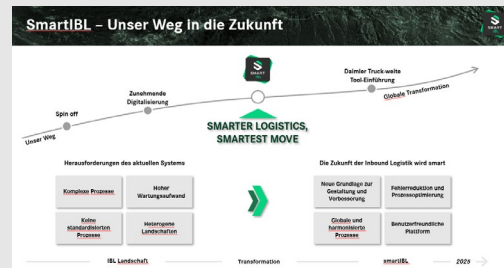 SmartIBL – Unser Weg in die Zukunft
SMART
SMART
Daimler Truck-weite
Tool-Einführung
Zunehmende
Digitalisierung
Globale Transformation
Spin off
Unser Weg
SMARTER LOGISTICS,
SMARTEST MOVE
Herausforderungen des aktuellen Systems
Die Zukunft der Inbound Logistik wird smart
Komplexe Prozesse
Hoher
Wartungsaufwand
Neue Grundlage zur
Gestaltung und
Verbesserung
Fehlerreduktion und
Prozessoptimierung
Keine
standardisierten
Prozesse
Heterogene
Landschaften
Globale und
harmonisierte
Prozesse
Benutzerfreundliche
Plattform
IBL Landschaft
Transformation
smartIBL
2025